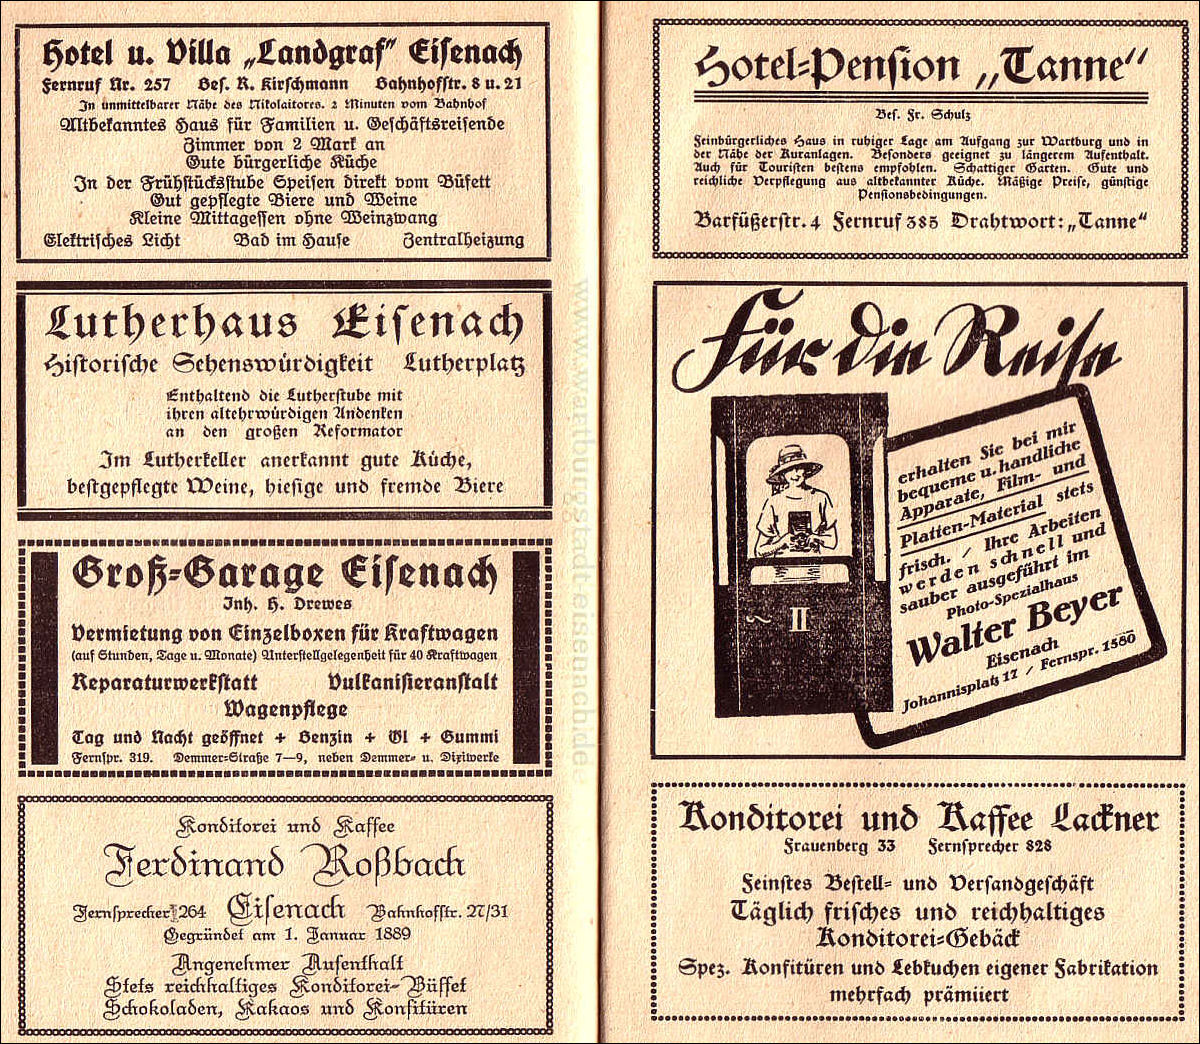 Hotel u. Villa „Landgraf" Eisenach
Fernruf Nr. 257 Bes. R. Kirschmann Bahnhofstr. 8 u. 21
In unmittelbarer Nähe des Nikolaitores. 2 Minuten vom Bahnhof
Altbekanntes Haus für Familien u. Geschäftsreisende
Zimmer von 2 Mark an
Gute bürgerliche Küche
In der Frühstücksstube Speisen direkt vom Büfett
Gut gepflegte Biere und Weine
Kleine Mittagessen ohne Weinzwang
Elektrisches Licht Bad im Hause Zentralheizung
Lutherhaus Eisenach
Historische Sehenswürdigkeit Lutherplatz
Enthaltend die Lutherstube mit
ihren altehrwürdigen Andenken
an den großen Reformator
Im Lutherkeller anerkannt gute Küche,
bestgepflegte Weine, hiesige und fremde Biere
Groß-Garage Eisenach
Inh. H. Drewes
Vermietung von Einzelboxen für Kraftwagen
(auf Stunden, Tage u. Monate) Unterstellgelegenheit für 40 Kraftwagen
Reparaturwerkstatt Vulkanisieranstalt
Wagenpflege
Tag und Nacht geöffnet + Benzin + Öl + Gummi
Fernspr. 319. Demmer-Straße 7—9, neben Demmer- u. Dixiwerke
Konditorei und Kaffee
Ferdinand Roßbach
Fernsprecher 264 Eisenach Bahnhofstr. 27/31
Gegründet am 1. Januar 1889
Angenehmer Aufenthalt
Stets reichhaltiges Konditorei-Büffet
Schokoladen, Kakaos und Konfitüren
www.wartburgstadt-eisenach.de
Hotel-Pension „Tanne"
Bes. Fr. Schulz
Feinbürgerliches Haus in ruhiger Lage am Aufgang zur Wartburg und in
der Nähe der Kuranlagen. Besonders geeignet zu längerem Aufenthalt.
Auch für Touristen bestens empfohlen. Schattiger Garten. Gute und
reichliche Verpflegung aus altbekannter Küche. Mäßige Preise, günstige
Pensionsbedingungen.
Barfüßerstr. 4 Fernruf 385 Drahtwort: „Tanne"
Für die Reise
II
erhalten Sie bei mir
bequeme u. handliche
Apparate, Film- und
Platten-Material stets
frisch. / Ihre Arbeiten
werden schnell und
sauber ausgeführt im
Photo-Spezialhaus
Walter Beyer
Eisenach
Johannisplatz 17 / Fernspr. 1580
Konditorei und Kaffee Lackner
Frauenberg 33 Fernsprecher 828
Feinstes Bestell- und Versandgeschäft
Täglich frisches und reichhaltiges
Konditorei-Gebäck
Spez. Konfitüren und Lebkuchen eigener Fabrikation
mehrfach prämiiert